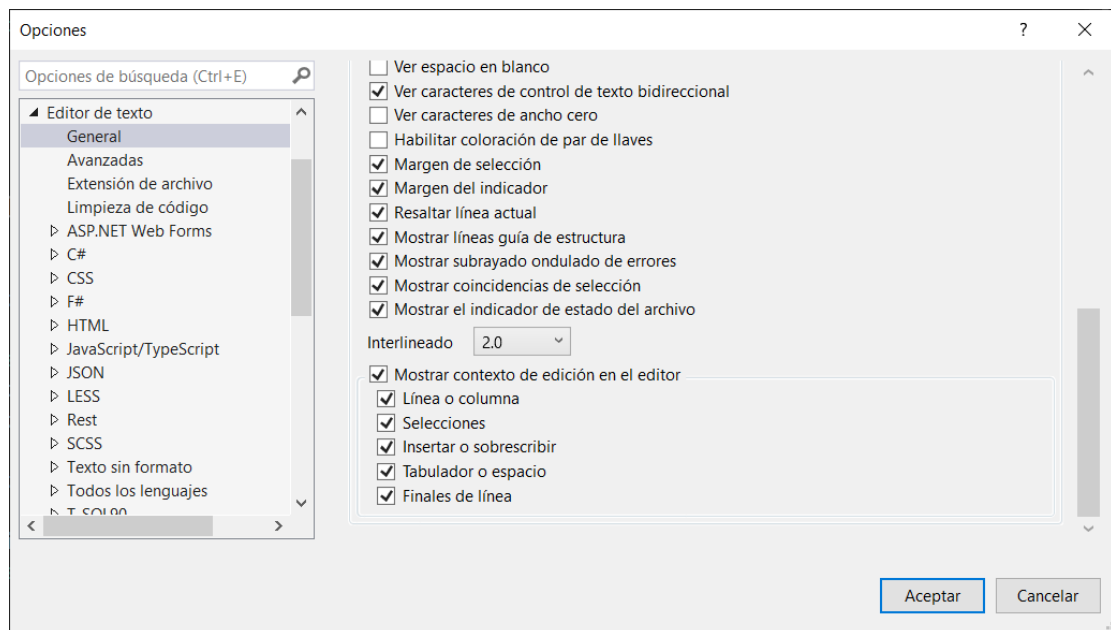 Opciones
?
Opciones de búsqueda (Ctrl+E)
Editor de texto
General
Avanzadas
Extensión de archivo
Limpieza de código
ASP.NET Web Forms
C#
CSS
F#
HTML
JavaScript/TypeScript
JSON
LESS
Rest
SCSS
Texto sin formato
Todos los lenguajes
T-SQL90
Ver espacio en blanco
Ver caracteres de control de texto bidireccional
Ver caracteres de ancho cero
Habilitar coloración de par de llaves
Margen de selección
Margen del indicador
Resaltar línea actual
Mostrar líneas guía de estructura
Mostrar subrayado ondulado de errores
Mostrar coincidencias de selección
Mostrar el indicador de estado del archivo
Interlineado 2.0
Mostrar contexto de edición en el editor
Línea o columna
Selecciones
Insertar o sobrescribir
Tabulador o espacio
Finales de línea
Aceptar Cancelar